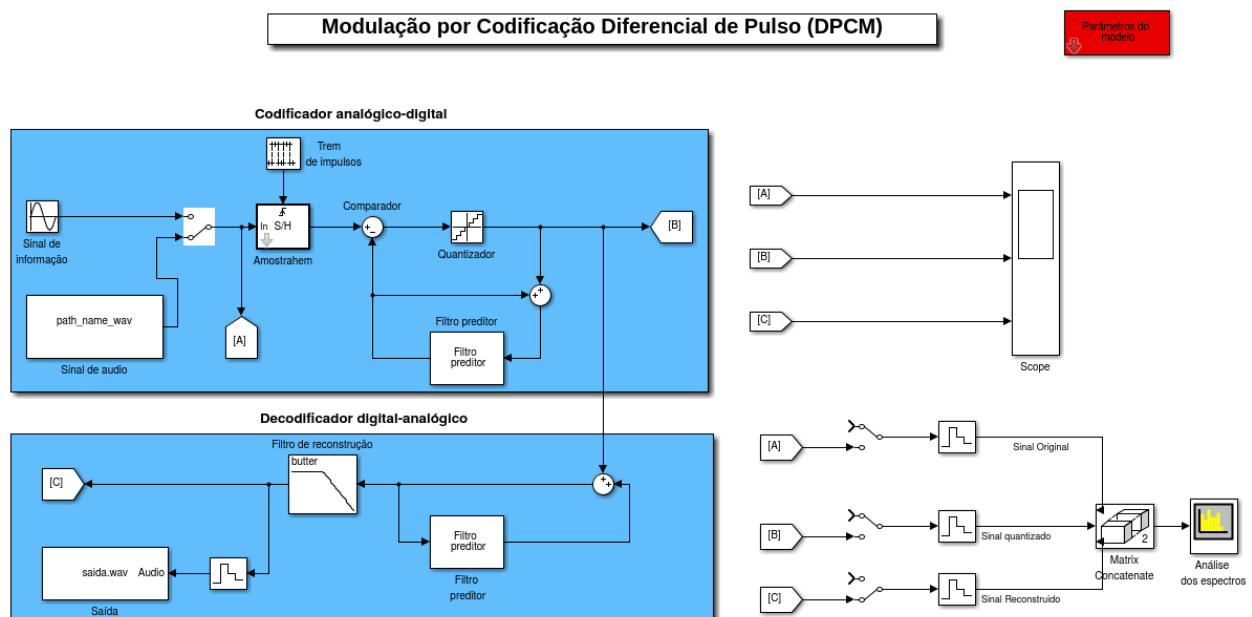 Modulação por Codificação Diferencial de Pulso (DPCM)
Parâmetros do
modelo
Codificador analógico-digital
Trem
de impulsos
Sinal de
informação
In S/H
Amostrahem
Comparador
Quantizador
[B]
path_name_wav
Sinal de audio
[A]
Filtro preditor
Filtro
preditor
[A]
[B]
[C]
Scope
Decodificador digital-analógico
Filtro de reconstrução
butter
[C]
Filtro
preditor
Filtro
preditor
saida.wav Audio
Saída
[A]
Sinal Original
[B]
Sinal quantizado
[C]
Sinal Reconstruido
2
Matrix
Concatenate
Análise
dos espectros